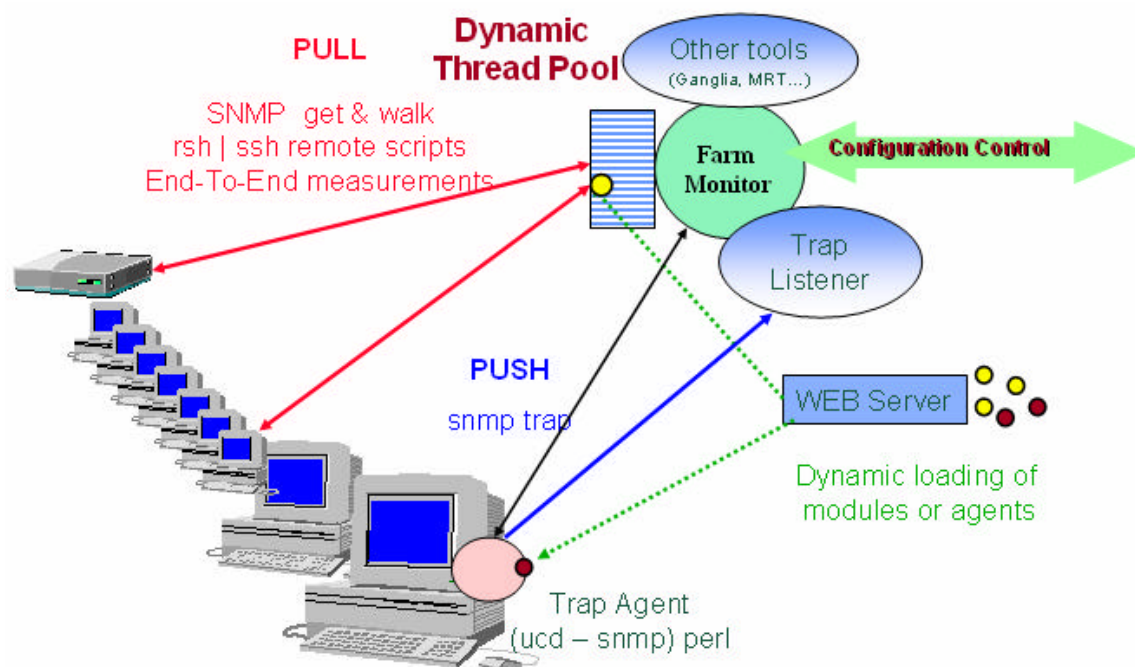 PULL
SNMP get & walk
rsh | ssh remote scripts
End-To-End measurements
Dynamic
Thread Pool
Other tools
(Ganglia, MRT...)
Farm
Monitor
Configuration Control
Trap
Listener
PUSH
snmp trap
WEB Server
Dynamic loading of
modules or agents
Trap Agent
(ucd – snmp) perl